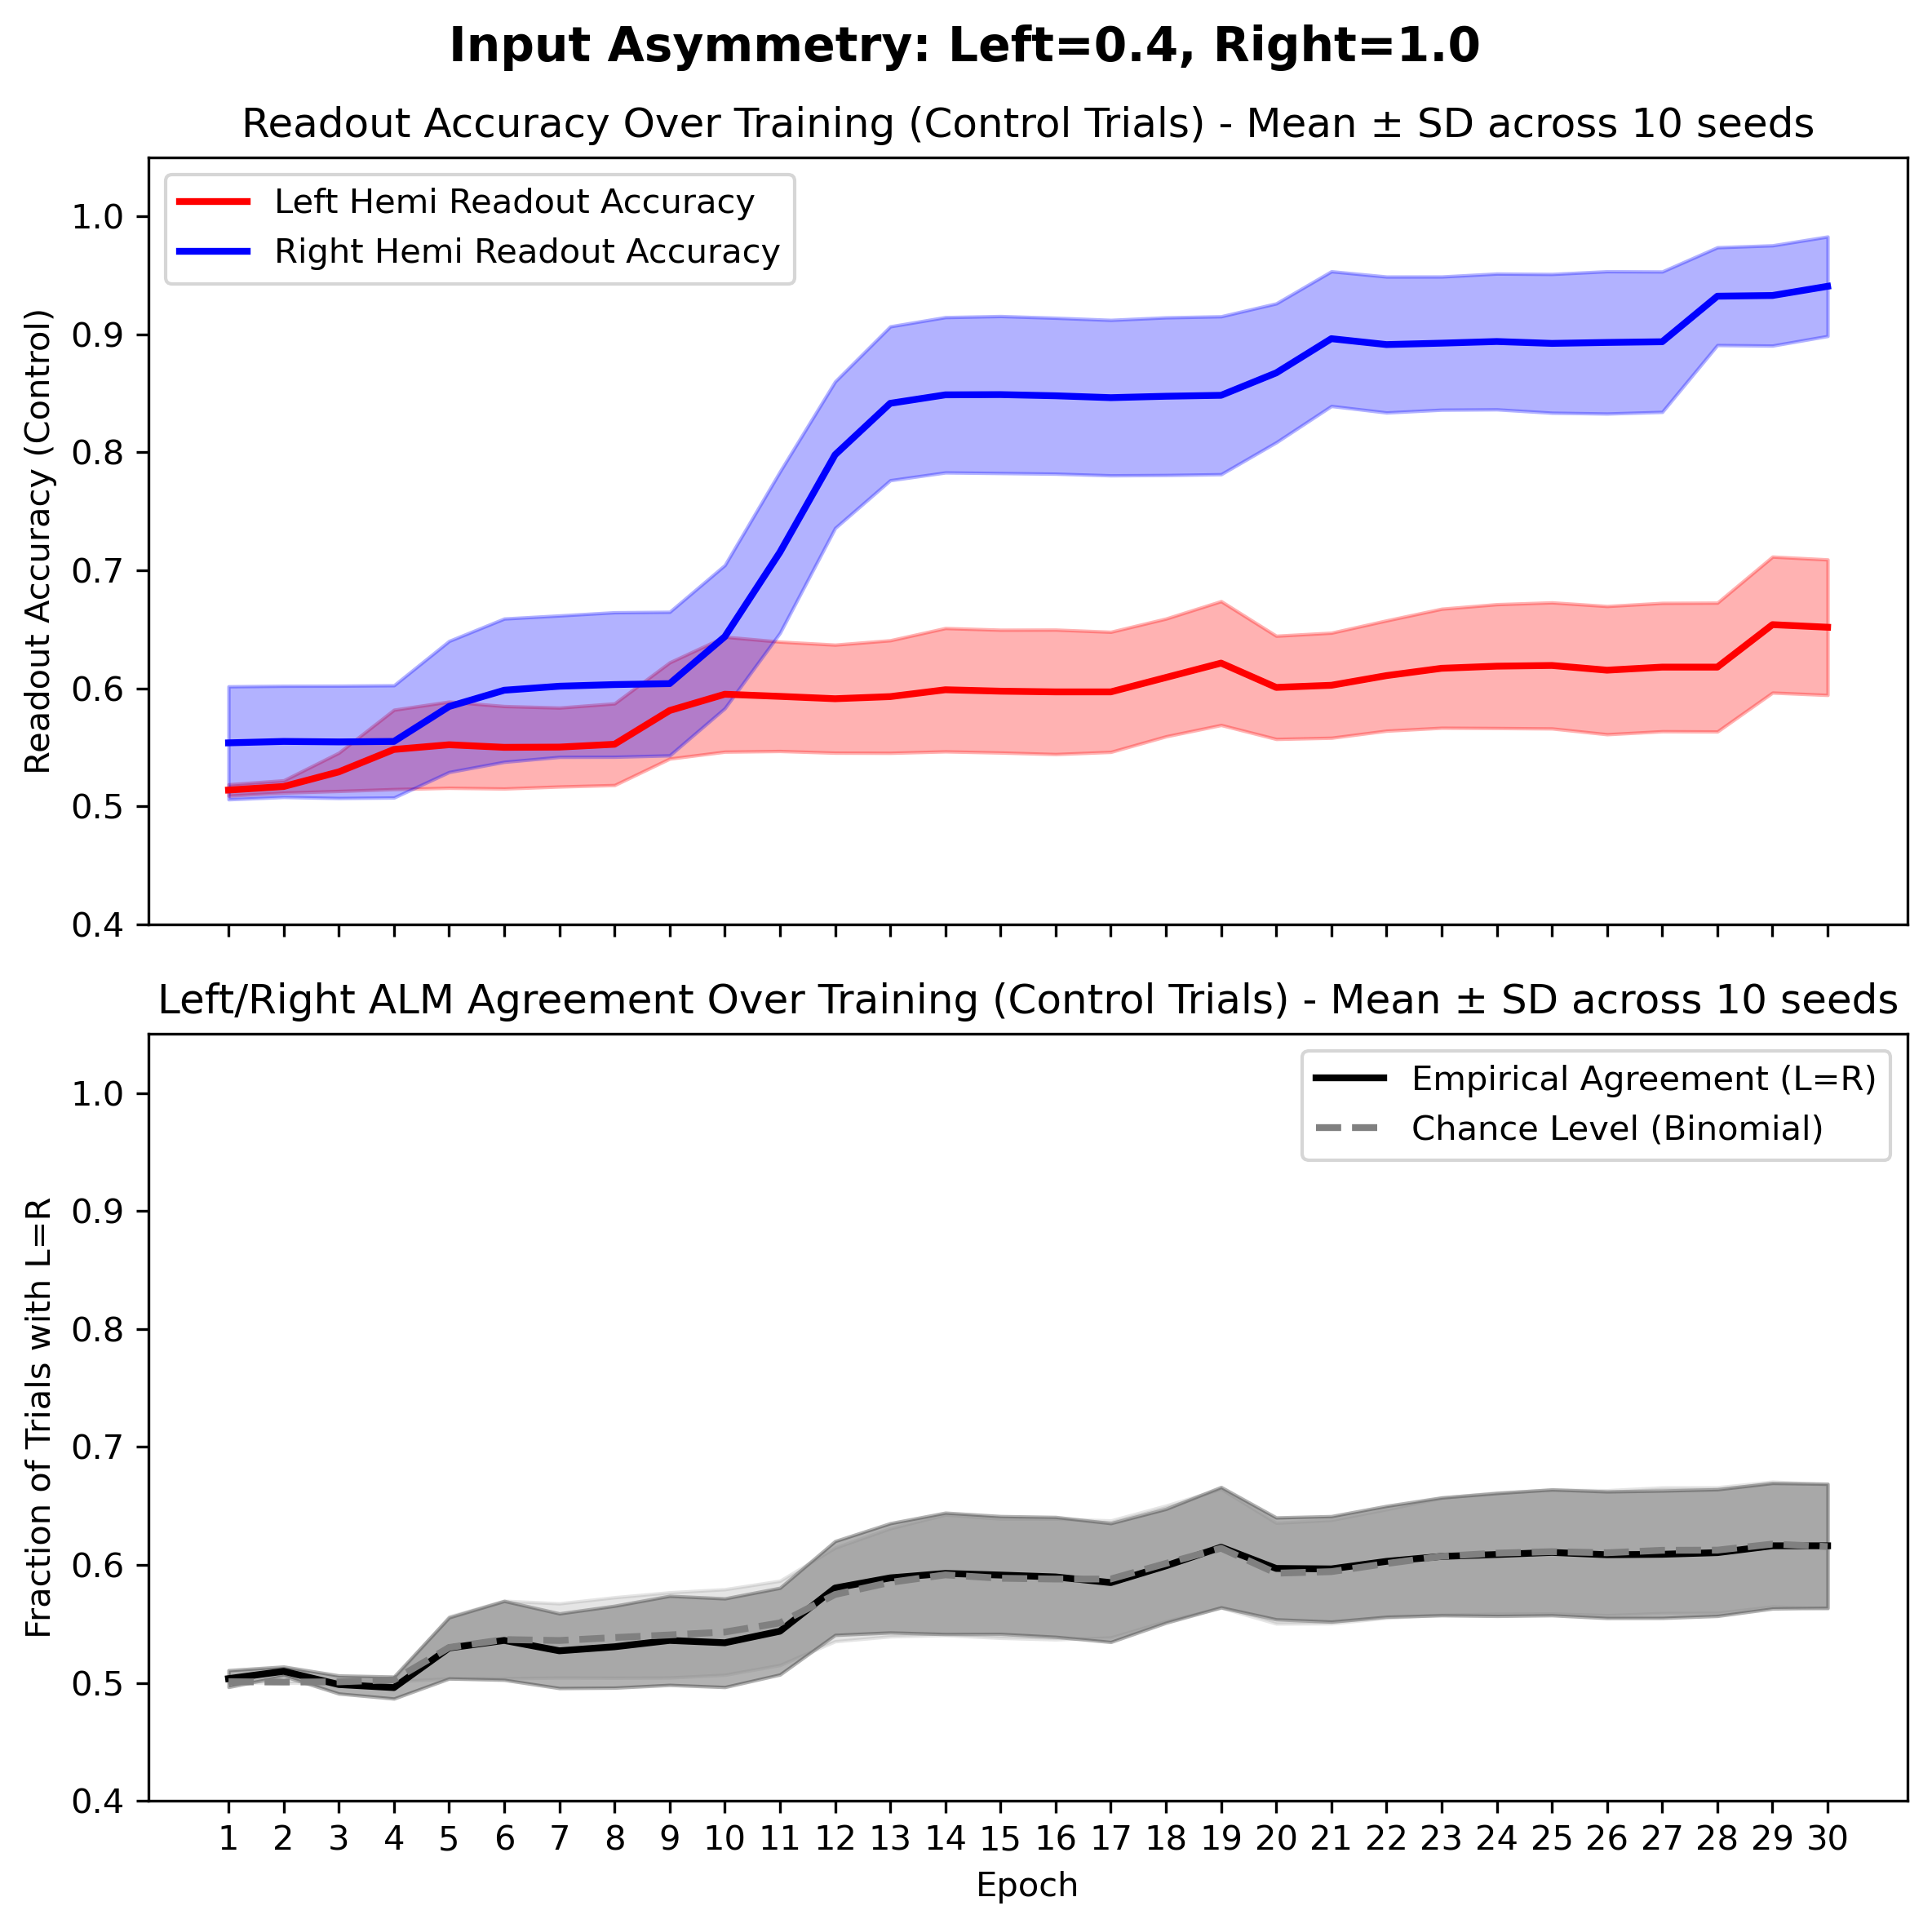 Input Asymmetry: Left=0.4, Right=1.0
Readout Accuracy Over Training (Control Trials) - Mean ± SD across 10 seeds
Left Hemi Readout Accuracy
Right Hemi Readout Accuracy
Readout Accuracy (Control)
1.0
0.9
0.8
0.7
0.6
0.5
0.4
Left/Right ALM Agreement Over Training (Control Trials) - Mean ± SD across 10 seeds
Empirical Agreement (L=R)
Chance Level (Binomial)
Fraction of Trials with L=R
1.0
0.9
0.8
0.7
0.6
0.5
0.4
1 2 3 4 5 6 7 8 9 10 11 12 13 14 15 16 17 18 19 20 21 22 23 24 25 26 27 28 29 30
Epoch